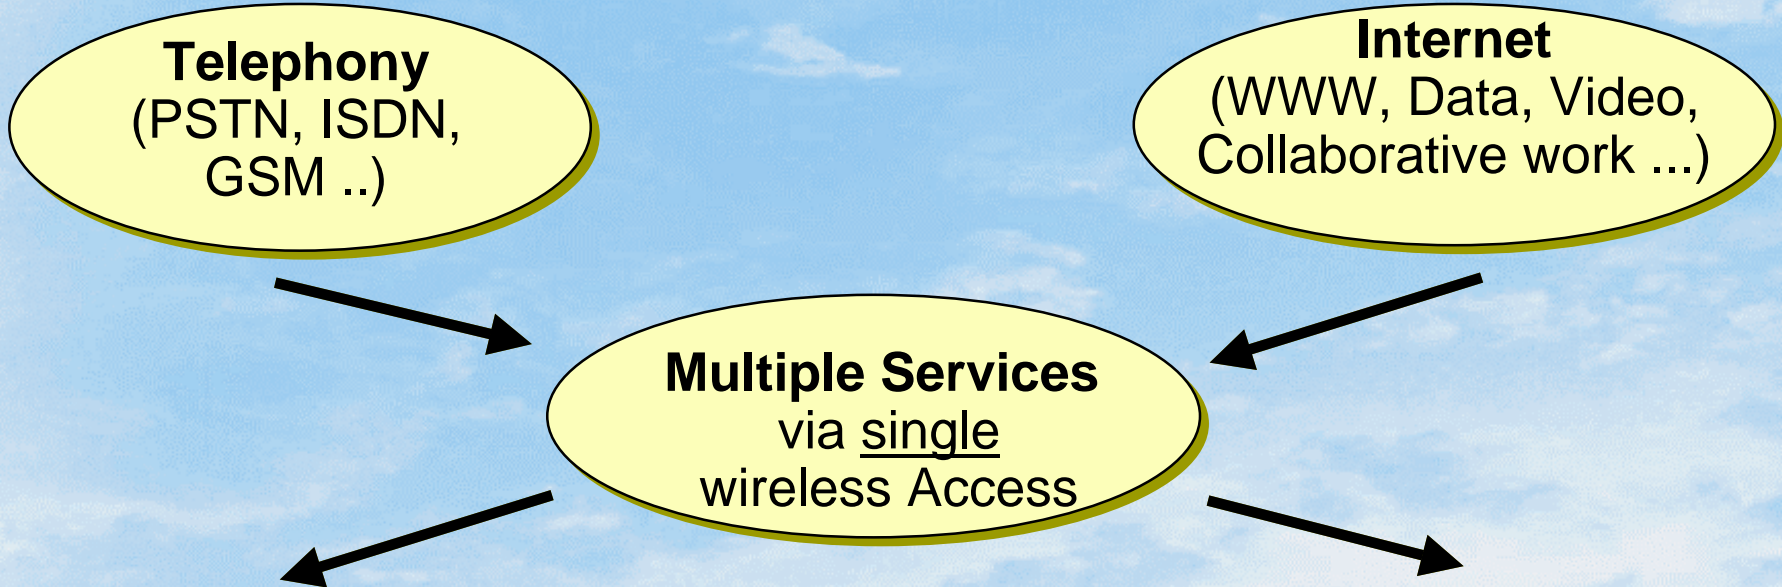 Telephony
(PSTN, ISDN,
GSM ..)
Internet
(WWW, Data, Video,
Collaborative work ...)
Multiple Services
via single
wireless Access